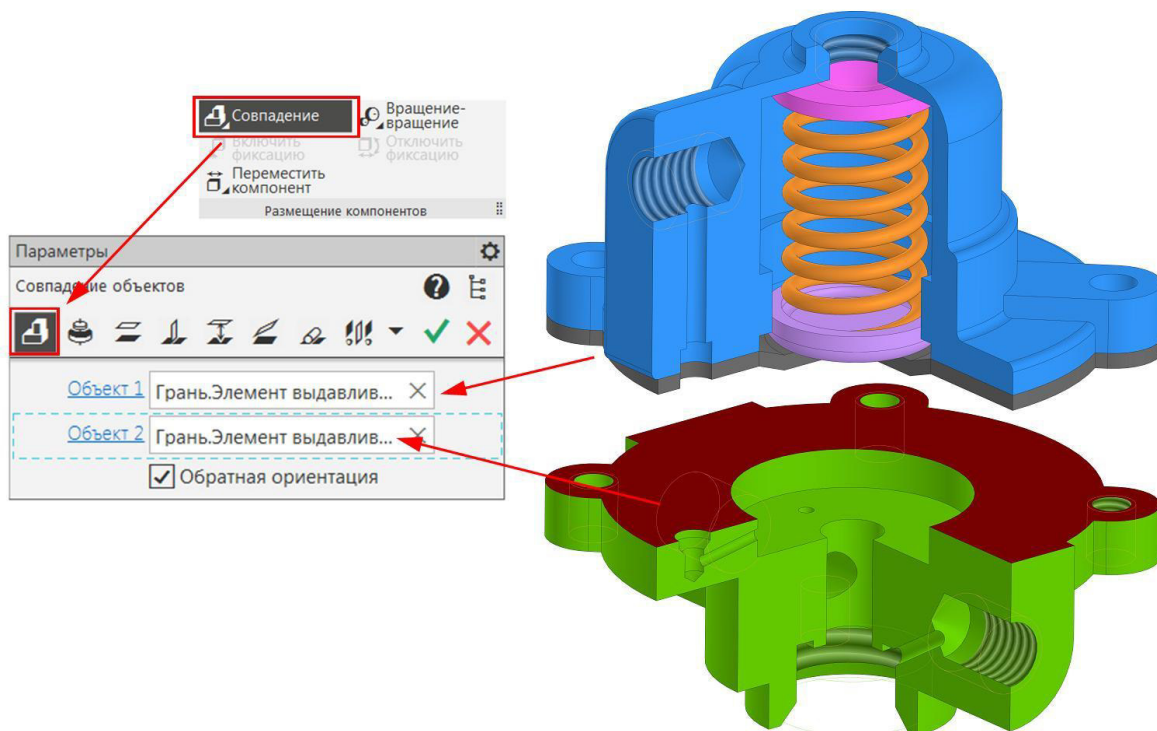 Совпадение
Вращение-
вращение
Включить
фиксацию
Отключить
фиксацию
Переместить
компонент
Размещение компонентов
Параметры
Совпадение объектов
Объект 1
Грань.Элемент выдавлив...
Объект 2
Грань.Элемент выдавлив...
Обратная ориентация